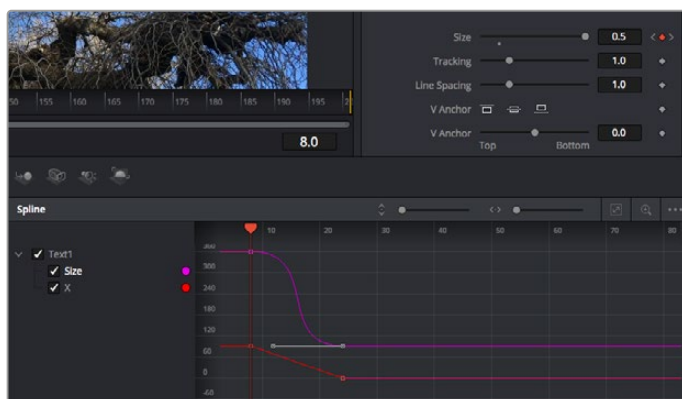 Size 0.5
Tracking 1.0
Line Spacing 1.0
V Anchor
V Anchor 0.0
Top Bottom
50 155 160 165 170 175 180 185 190 195
8.0
Spline
10 20 30 40 50 60 70 80
Text1
Size
X
360
300
240
180
120
60
0
-60